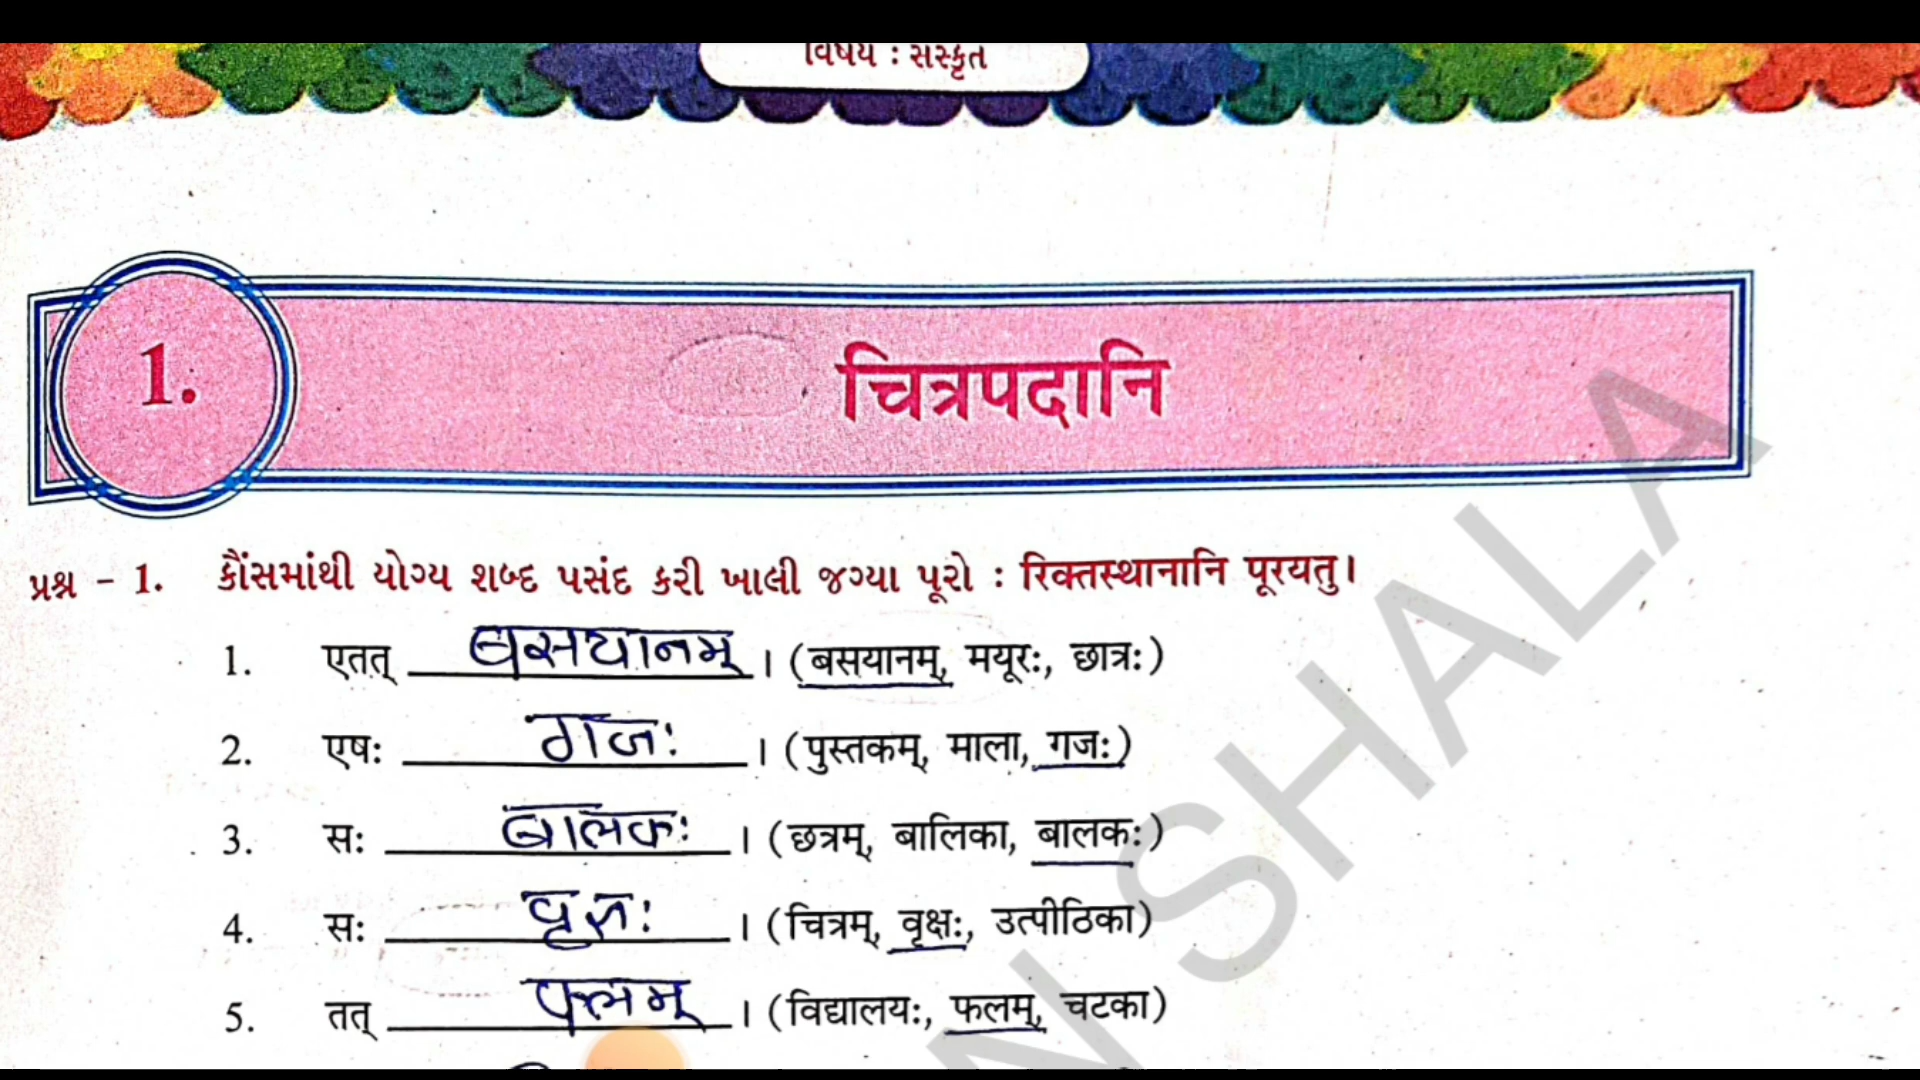 વિષય : સંસ્કૃત
1.
चित्रपदानि
પ્રશ્ન - 1. કૌંસમાંથી યોગ્ય શબ્દ પસંદ કરી ખાલી જગ્યા પૂરો : रिक्तस्थानानि पूरयतु।
1. एतत् बसयानम् । (बसयानम्, मयूरः, छात्रः)
2. एषः गजः । (पुस्तकम्, माला, गजः)
3. सः बालकः । (छत्रम्, बालिका, बालकः)
4. सः वृक्षः । (चित्रम्, वृक्षः, उत्पीठिका)
5. तत् फलम् । (विद्यालयः, फलम्, चटका)
N SHALA